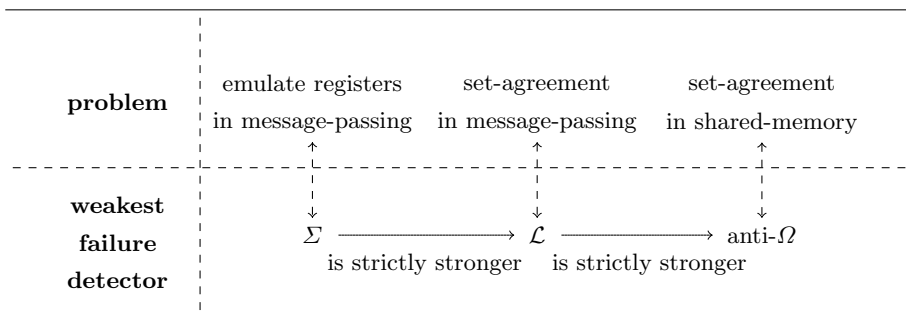 problem
emulate registers
in message-passing
set-agreement
in message-passing
set-agreement
in shared-memory
weakest
failure
detector
Σ
is strictly stronger
ℒ
is strictly stronger
anti-Ω